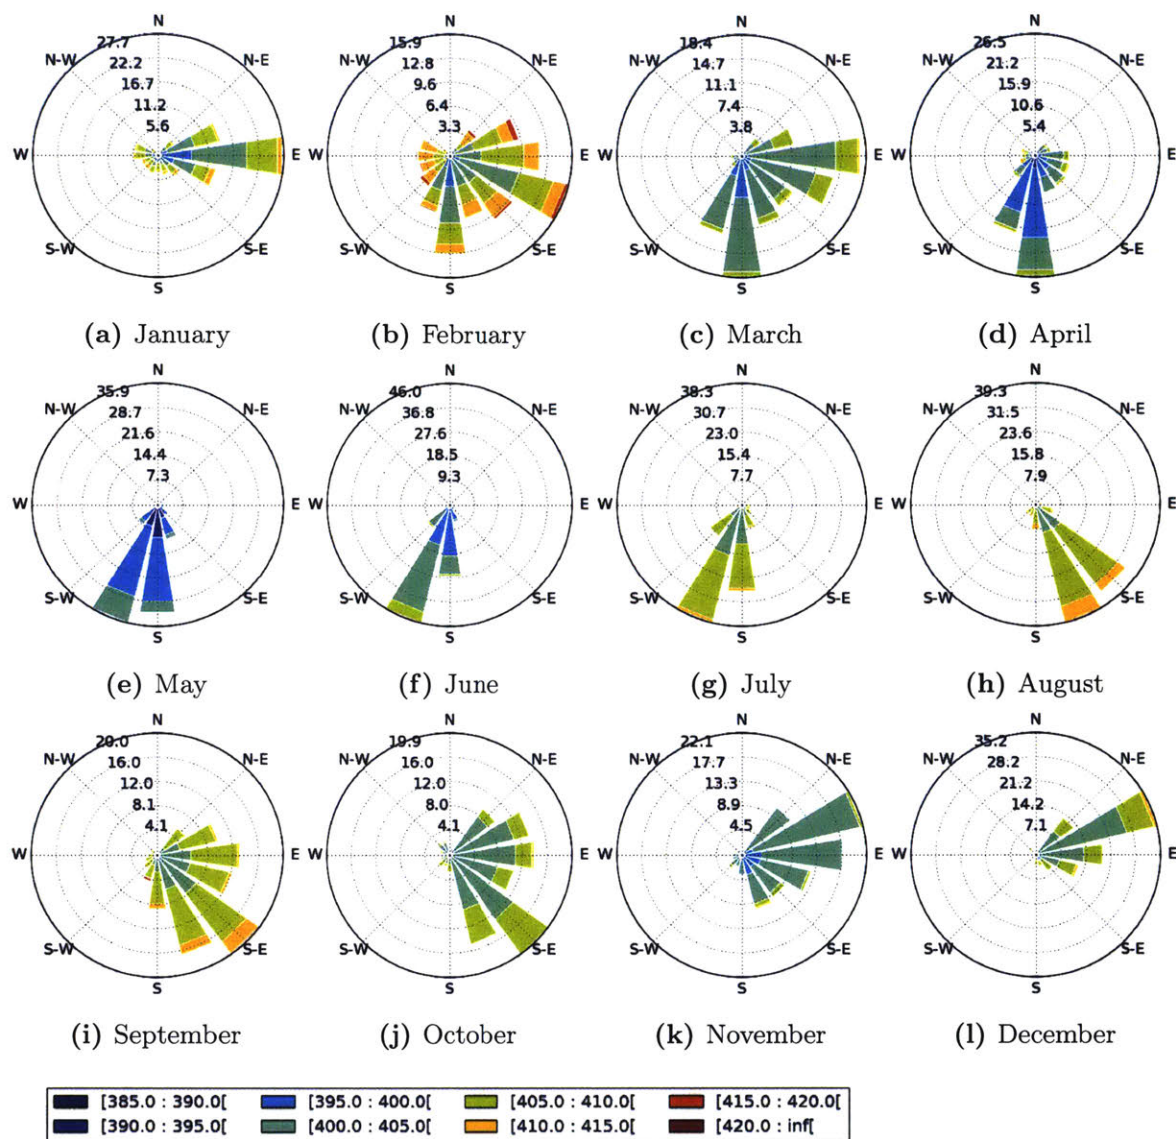 N N N N
27.7 15.9 18.4 26.5
N-W 22.2 N-E N-W 12.8 N-E N-W 14.7 N-E N-W 21.2 N-E
16.7 9.6 11.1 15.9
11.2 6.4 7.4 10.6
5.6 3.3 3.8 5.4
W E W E W E W E
S-W S-E S-W S-E S-W S-E S-W S-E
S S S S
(a) January (b) February (c) March (d) April
N N N N
35.9 46.0 38.3 39.3
N-W 28.7 N-E N-W 36.8 N-E N-W 30.7 N-E N-W 31.5 N-E
21.6 27.6 23.0 23.6
14.4 18.5 15.4 15.8
7.3 9.3 7.7 7.9
W E W E W E W E
S-W S-E S-W S-E S-W S-E S-W S-E
S S S S
(e) May (f) June (g) July (h) August
N N N N
20.0 19.9 22.1 35.2
N-W 16.0 N-E N-W 16.0 N-E N-W 17.7 N-E N-W 28.2 N-E
12.0 12.0 13.3 21.2
8.1 8.0 8.9 14.2
4.1 4.1 4.5 7.1
W E W E W E W E
S-W S-E S-W S-E S-W S-E S-W S-E
S S S S
(i) September (j) October (k) November (l) December
[385.0 : 390.0[ [395.0 : 400.0[ [405.0 : 410.0[ [415.0 : 420.0[
[390.0 : 395.0[ [400.0 : 405.0[ [410.0 : 415.0[ [420.0 : inf[